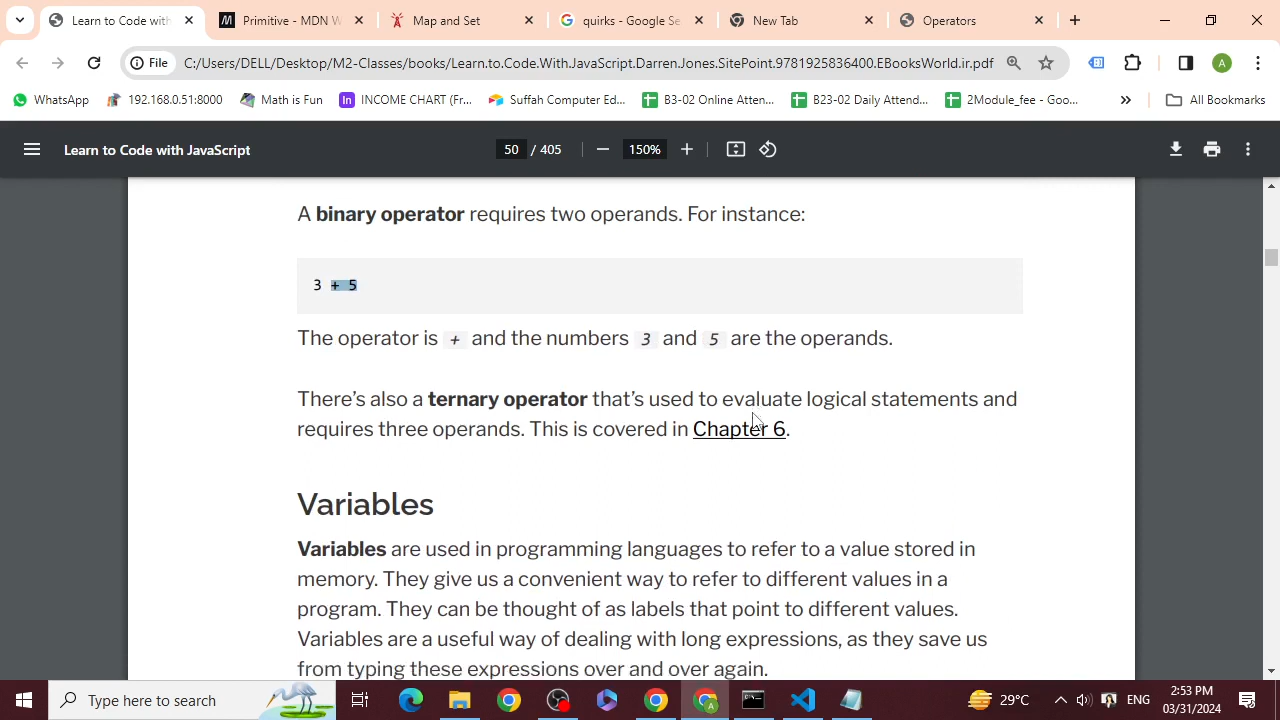 Learn to Code with
Primitive - MDN W
Map and Set
quirks - Google Se
New Tab
Operators
File
C:/Users/DELL/Desktop/M2-Classes/books/Learn.to.Code.With.JavaScript.Darren.Jones.SitePoint.9781925836400.EBooksWorld.ir.pdf
A
WhatsApp
192.168.0.51:8000
Math is Fun
In
INCOME CHART (Fr...
Suffah Computer Ed...
B3-02 Online Atten...
B23-02 Daily Attend...
2Module_fee - Goo...
All Bookmarks
Learn to Code with JavaScript
50 / 405
150%
A binary operator requires two operands. For instance:
3 + 5
The operator is + and the numbers 3 and 5 are the operands.
There’s also a ternary operator that’s used to evaluate logical statements and
requires three operands. This is covered in Chapter 6.
Variables
Variables are used in programming languages to refer to a value stored in
memory. They give us a convenient way to refer to different values in a
program. They can be thought of as labels that point to different values.
Variables are a useful way of dealing with long expressions, as they save us
from typing these expressions over and over again.
Type here to search
29°C
ENG
2:53 PM
03/31/2024